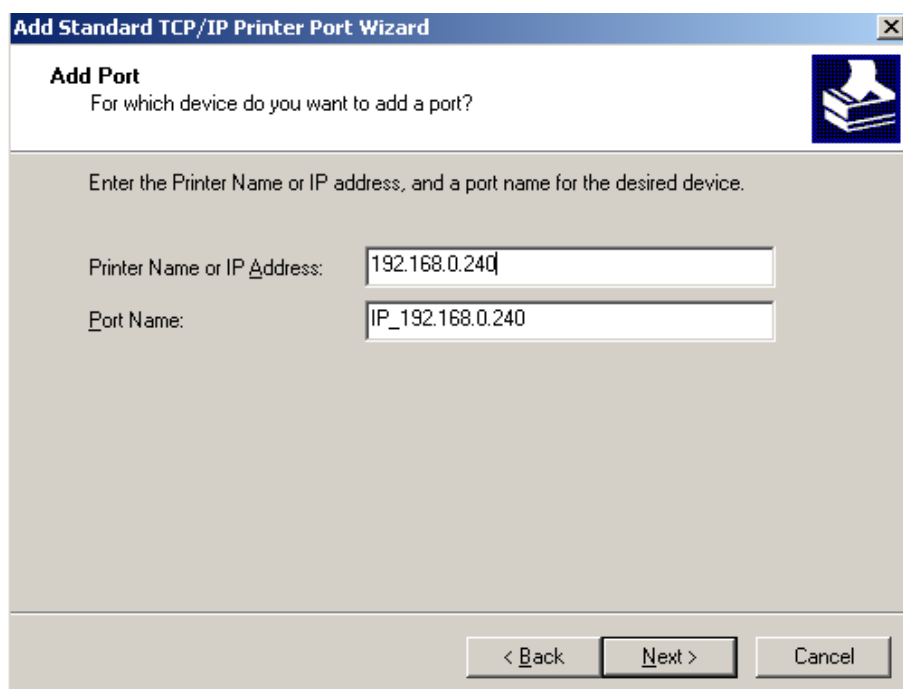 Add Standard TCP/IP Printer Port Wizard
Add Port
For which device do you want to add a port?
Enter the Printer Name or IP address, and a port name for the desired device.
Printer Name or IP Address: 192.168.0.240
Port Name: IP_192.168.0.240
< Back Next > Cancel